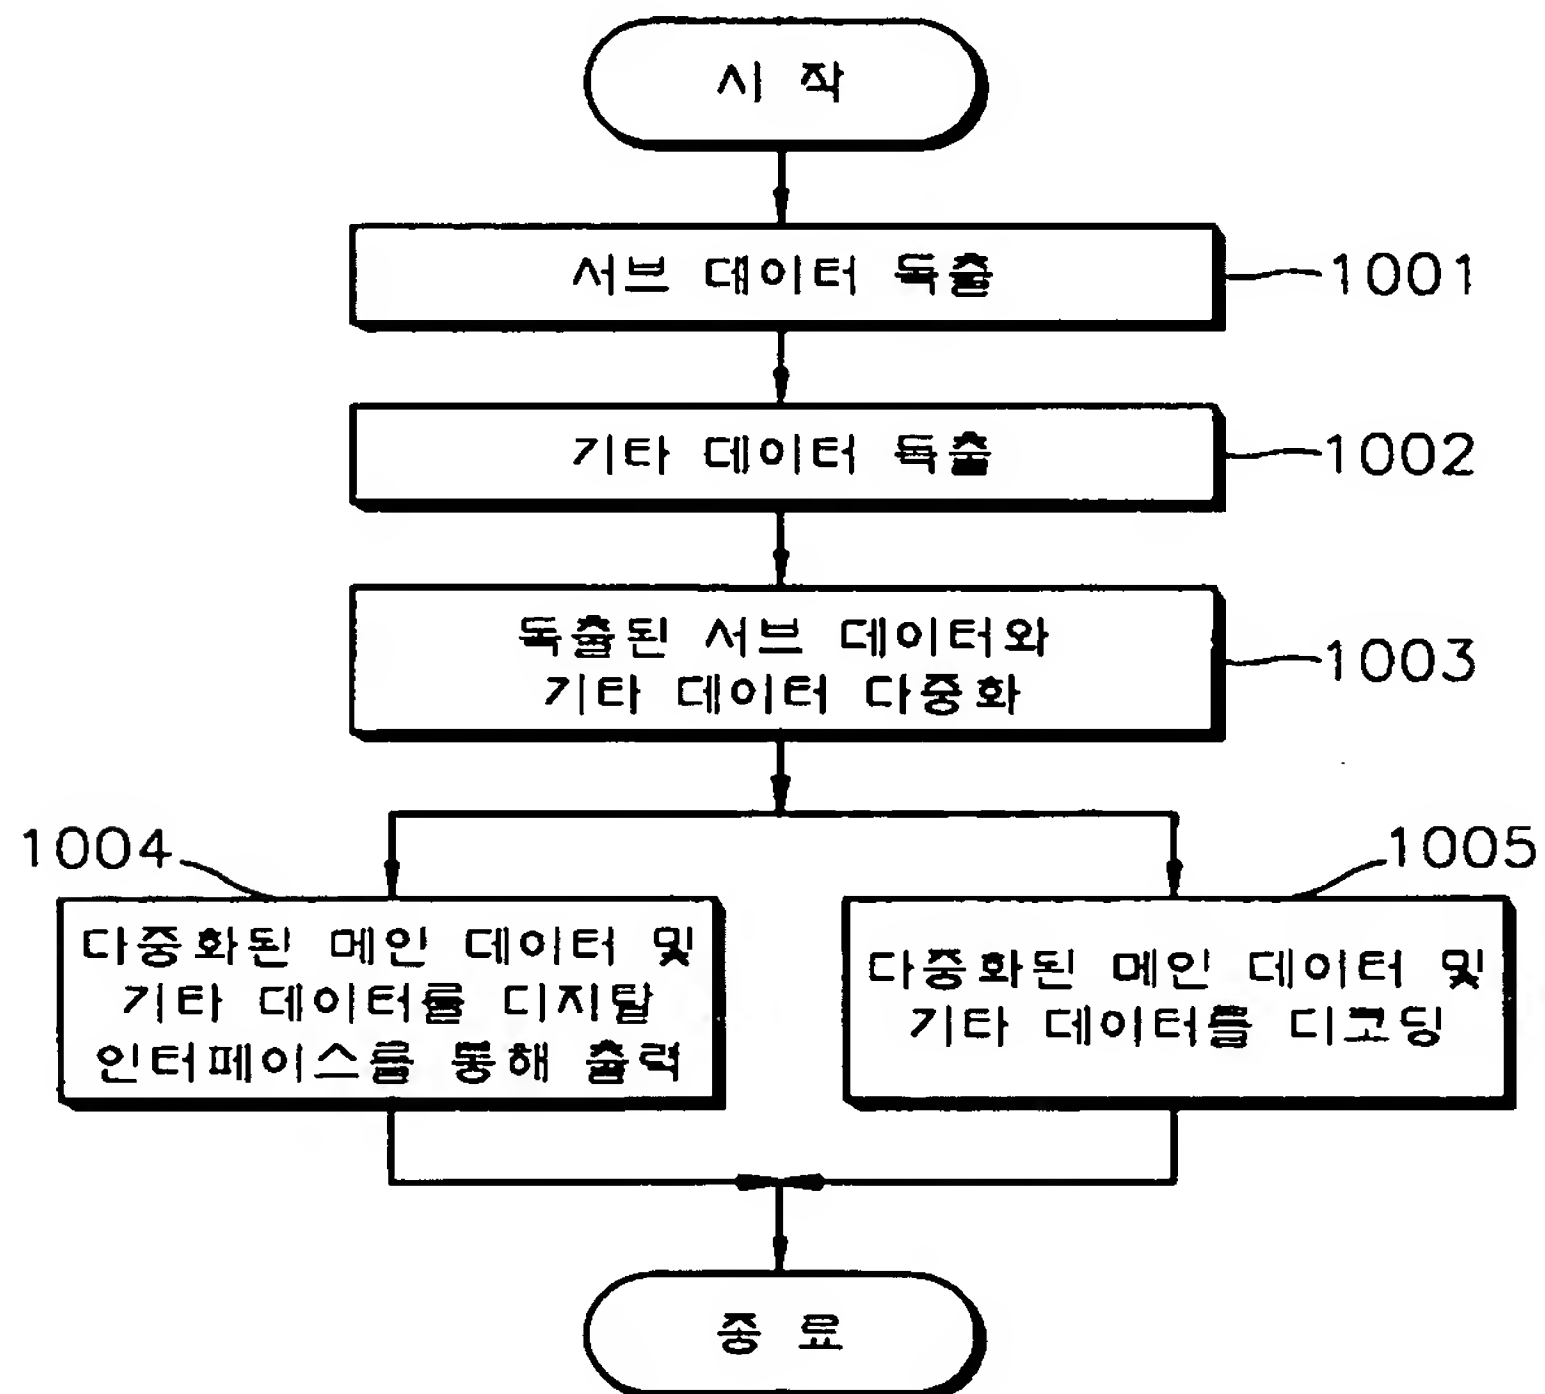 시 작
서브 데이터 독출
1001
기타 데이터 독출
1002
독출된 서브 데이터와
기타 데이터 다중화
1003
1004
다중화된 메인 데이터 및
기타 데이터를 디지탈
인터페이스를 통해 출력
1005
다중화된 메인 데이터 및
기타 데이터를 디코딩
종 료